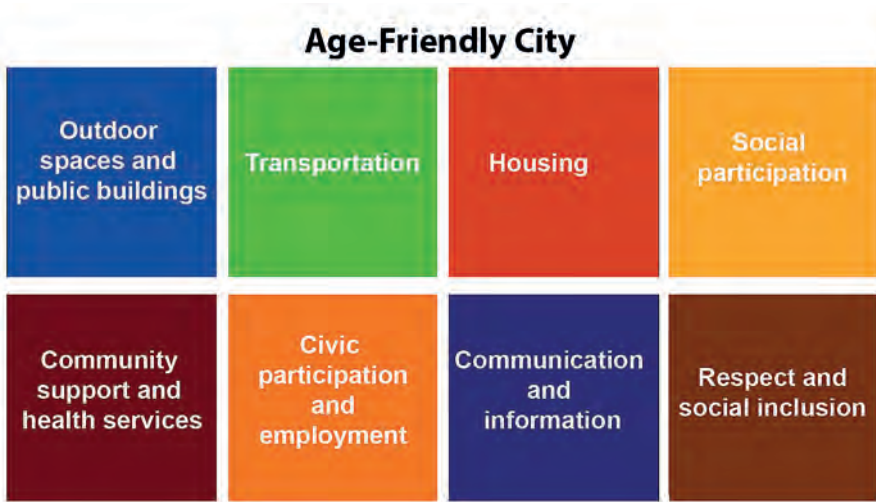 Age-Friendly City
Outdoor
spaces and
public buildings
Transportation
Housing
Social
participation
Community
support and
health services
Civic
participation
and
employment
Communication
and
information
Respect and
social inclusion